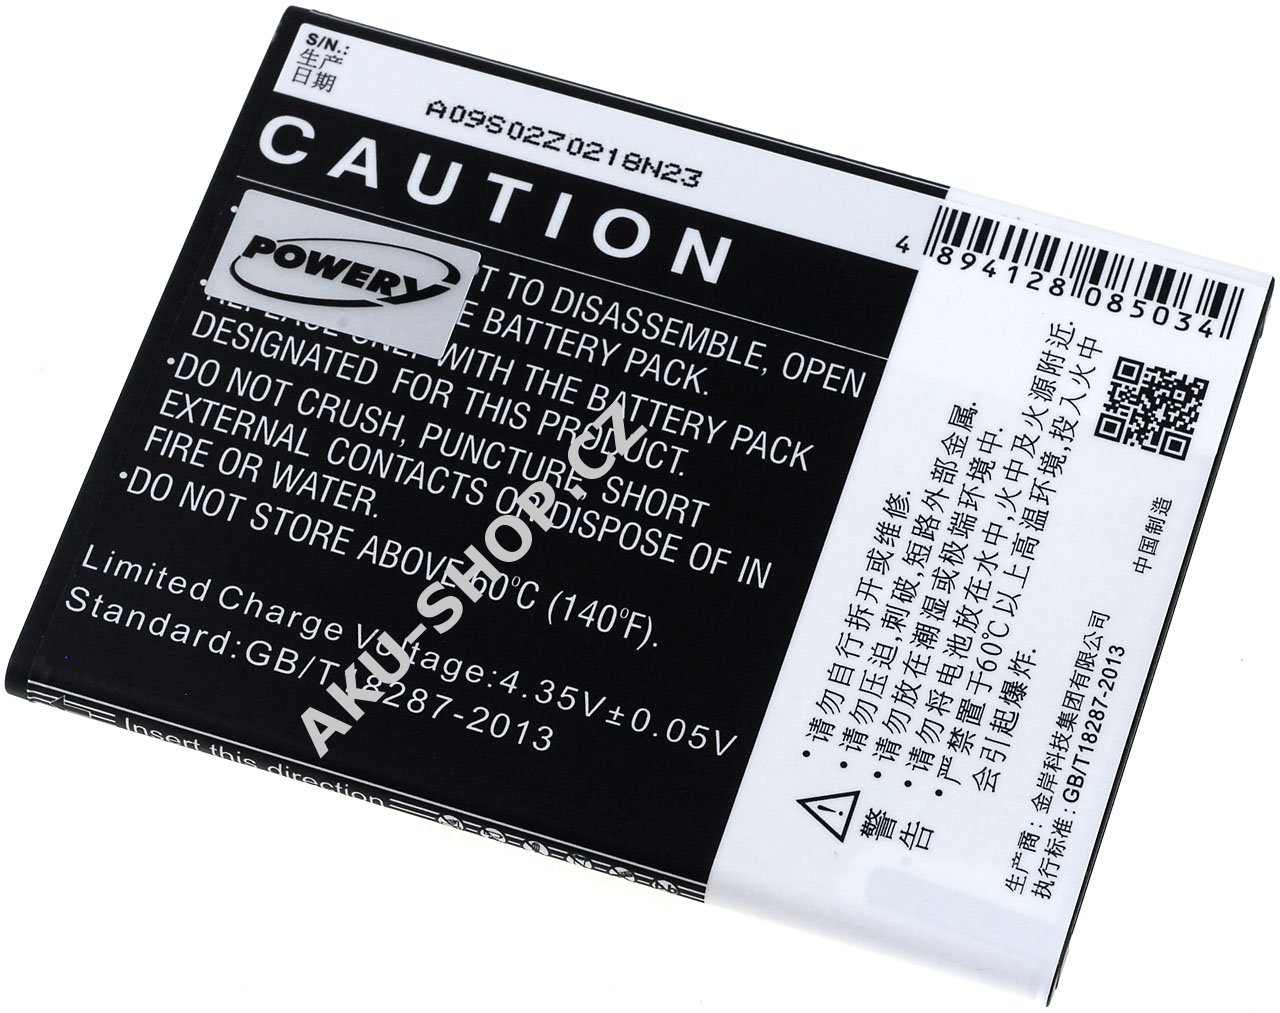 S/N.:
生产
日期
A09S02Z0218N23
CAUTION
POWERY
T TO DISASSEMBLE, OPEN
E BATTERY PACK.
WITH THE BATTERY PACK
DESIGNATED FOR THIS PRODUCT.
•DO NOT CRUSH, PUNCTURE, SHORT
EXTERNAL CONTACTS OR DISPOSE OF IN
FIRE OR WATER.
•DO NOT STORE ABOVE 60°C (140°F).
Limited Charge Voltage:4.35V±0.05V
Standard:GB/T18287-2013
Insert this direction
AKU-SHOP.CZ
4 894128 085034
警告
•请勿自行拆开或维修.
•请勿压迫,刺破,短路外部金属.
•请勿放在潮湿或极端环境中.
•请勿将电池放在水中,火中及火源附近.
•严禁置于60℃以上高温环境,投入火中
会引起爆炸.
中国制造
生产商: 金岸科技集团有限公司
执行标准: GB/T18287-2013